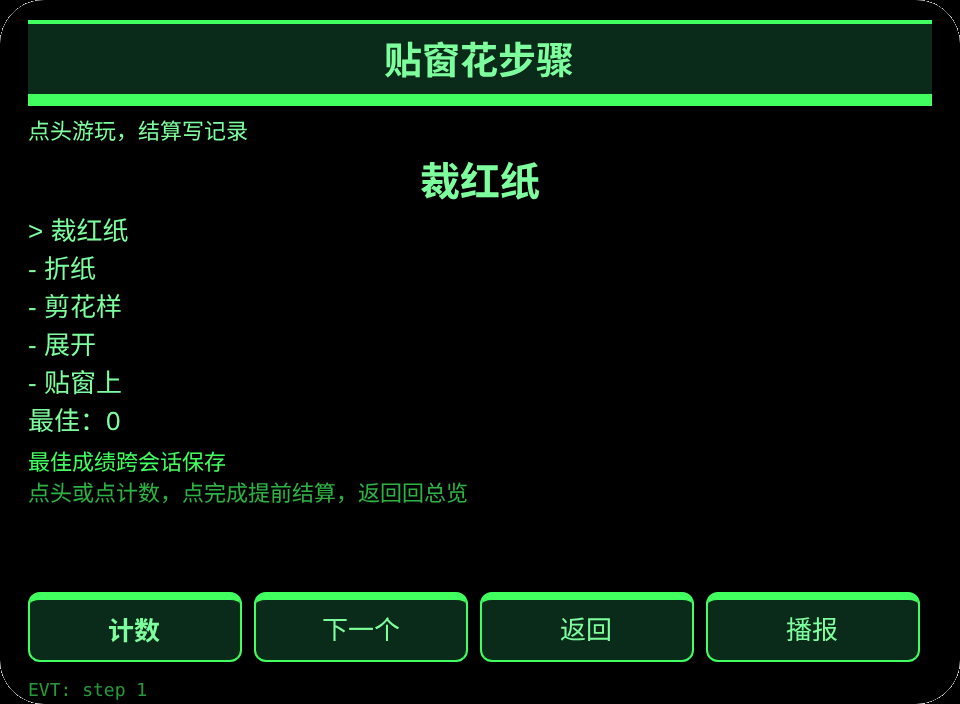 贴窗花步骤
点头游玩，结算写记录
裁红纸
> 裁红纸
- 折纸
- 剪花样
- 展开
- 贴窗上
最佳：0
最佳成绩跨会话保存
点头或点计数，点完成提前结算，返回回总览
计数
下一个
返回
播报
EVT: step 1